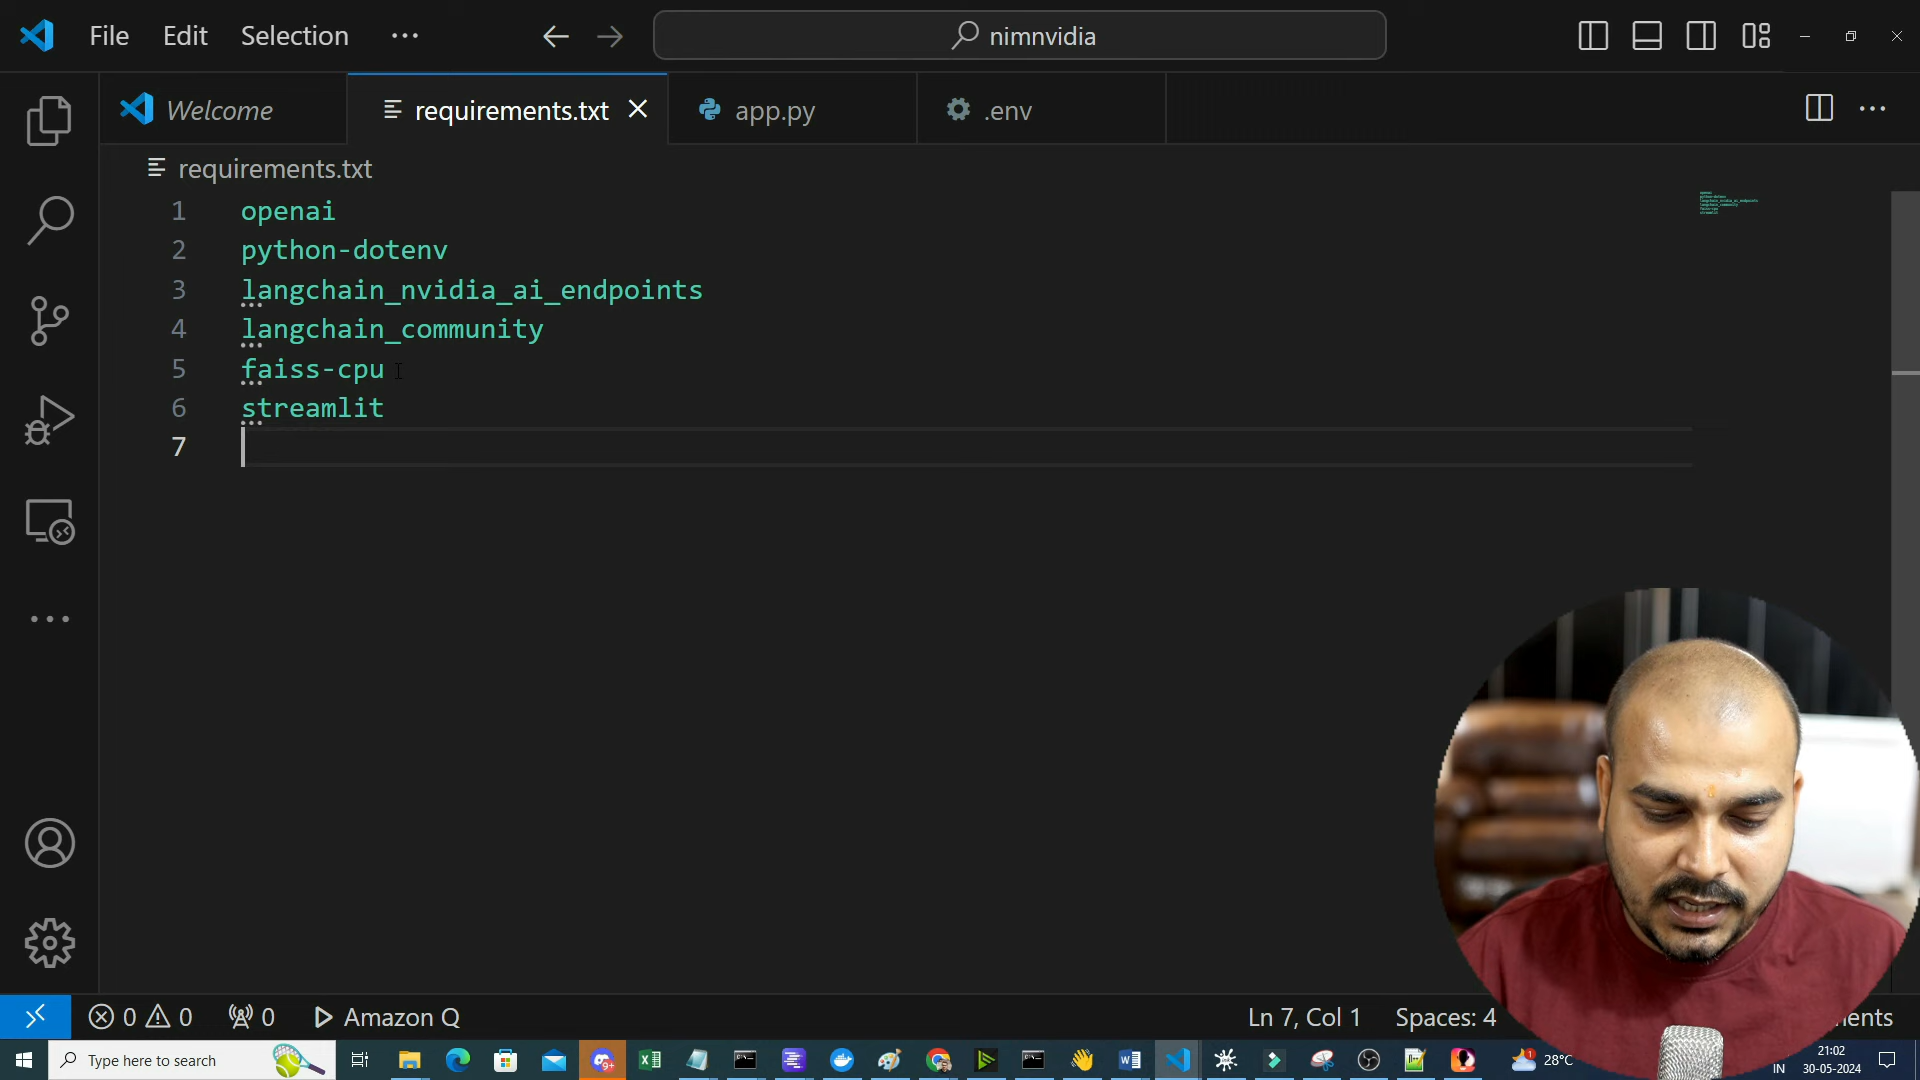 File Edit Selection ...
nimnvidia
Welcome
requirements.txt
app.py
.env
requirements.txt
1 openai
2 python-dotenv
3 langchain_nvidia_ai_endpoints
4 langchain_community
5 faiss-cpu
6 streamlit
7
0 0 0 Amazon Q
Ln 7, Col 1 Spaces: 4
Type here to search
28°C
IN
21:02
30-05-2024